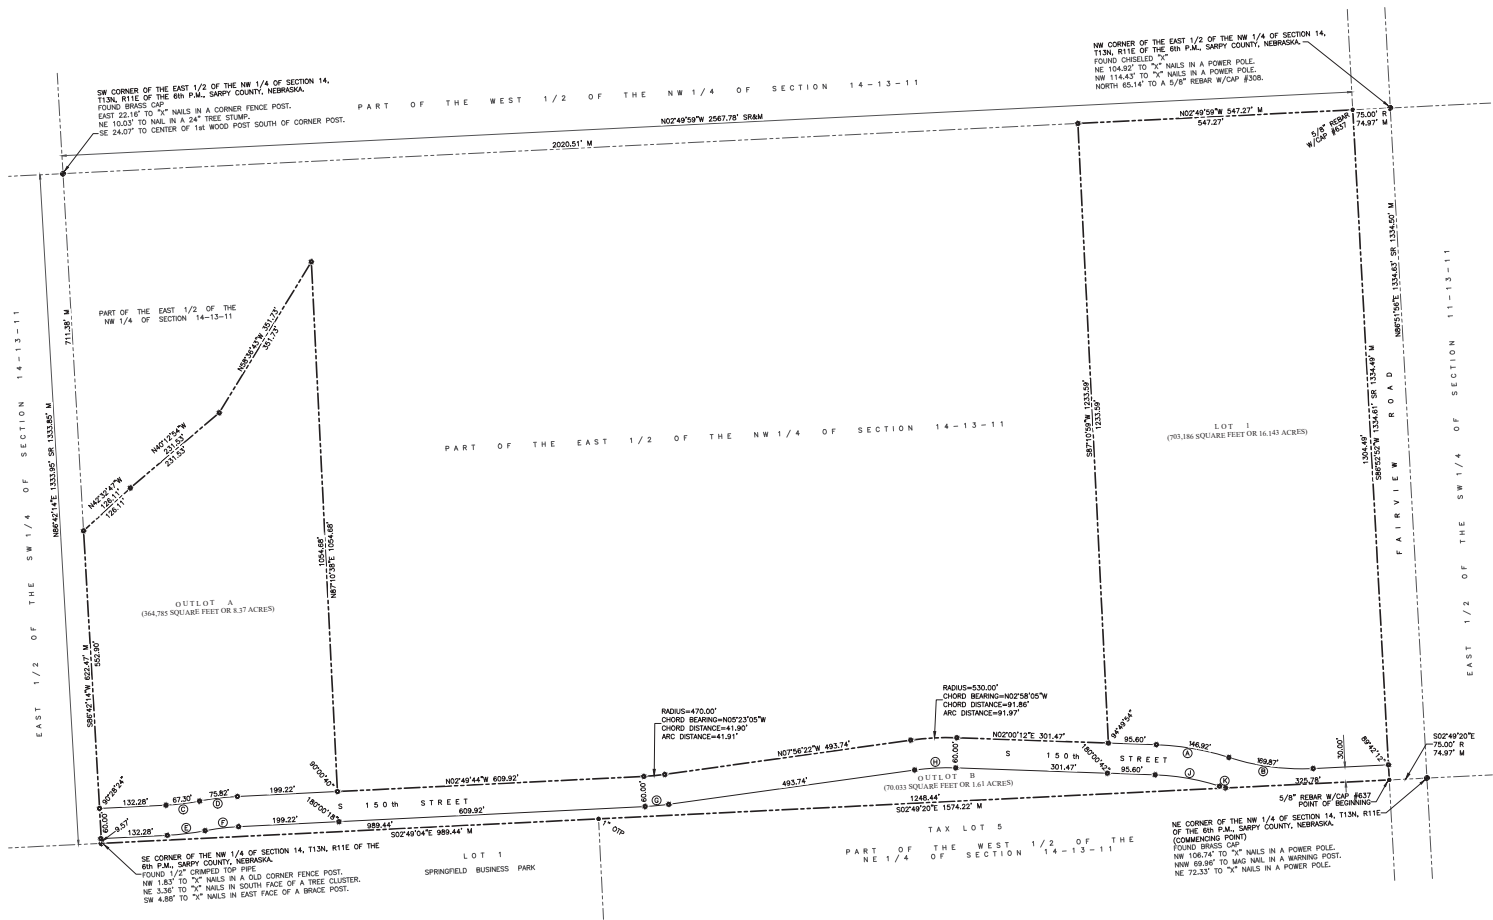 SW CORNER OF THE EAST 1/2 OF THE NW 1/4 OF SECTION 14,
T13N, R11E OF THE 6th P.M., SARPY COUNTY, NEBRASKA.
FOUND BRASS CAP
EAST 22.16' TO "X" NAILS IN A CORNER FENCE POST.
NE 10.03' TO NAIL IN A 24" TREE STUMP.
SE 24.07' TO CENTER OF 1st WOOD POST SOUTH OF CORNER POST.
PART OF THE WEST 1/2 OF THE NW 1/4 OF SECTION 14-13-11
N02°49'59"W 2567.78' SR&M
2020.51' M
NW CORNER OF THE EAST 1/2 OF THE NW 1/4 OF SECTION 14,
T13N, R11E OF THE 6th P.M., SARPY COUNTY, NEBRASKA.
FOUND CHISELED "X"
NE 104.92' TO "X" NAILS IN A POWER POLE.
NW 114.43' TO "X" NAILS IN A POWER POLE.
NORTH 65.14' TO A 5/8" REBAR W/CAP #308.
N02°49'59"W 547.27' M
547.27'
75.00' R
74.97' M
5/8" REBAR
W/CAP #637
EAST 1/2 OF THE SW 1/4 OF SECTION 14-13-11
N86°42'14"E 1333.95' SR 1333.85' M
711.38' M
PART OF THE EAST 1/2 OF THE
NW 1/4 OF SECTION 14-13-11
N58°36'43"W 351.73'
351.73'
N40°12'54"W
231.53'
231.53'
N42°32'47"W
126.11'
126.11'
1054.68'
N87°10'38"E 1054.68'
PART OF THE EAST 1/2 OF THE NW 1/4 OF SECTION 14-13-11
S87°10'59"W 1233.59'
1233.59'
LOT 1
(703,186 SQUARE FEET OR 16.143 ACRES)
1304.49'
S86°52'52"W 1334.61' SR 1334.49' M
FAIRVIEW ROAD
N86°51'56"E 1334.63' SR 1334.50' M
EAST 1/2 OF THE SW 1/4 OF SECTION 11-13-11
OUTLOT A
(364,785 SQUARE FEET OR 8.37 ACRES)
S86°42'14"W 622.47' M
552.90'
RADIUS=470.00'
CHORD BEARING=N05°23'05"W
CHORD DISTANCE=41.90'
ARC DISTANCE=41.91'
RADIUS=530.00'
CHORD BEARING=N02°58'05"W
CHORD DISTANCE=91.86'
ARC DISTANCE=91.97'
90°28'24"
132.28'
67.30'
C
75.82'
D
199.22'
90°00'40"
N02°49'44"W 609.92'
N07°56'22"W 493.74'
N02°00'12"E 301.47'
94°49'54"
95.60'
146.92'
A
169.87'
B
30.00'
89°42'12"
S02°49'20"E
75.00' R
74.97' M
60.00'
9.57'
132.28'
E
F
199.22'
180°00'18"
S 150th STREET
609.92'
60.00'
G
493.74'
H
60.00'
S 150th STREET
301.47'
180°00'42"
95.60'
J
K
325.78'
OUTLOT B
(70.033 SQUARE FEET OR 1.61 ACRES)
989.44'
S02°49'04"E 989.44' M
1" OTP
1248.44'
S02°49'20"E 1574.22' M
5/8" REBAR W/CAP #637
POINT OF BEGINNING
SE CORNER OF THE NW 1/4 OF SECTION 14, T13N, R11E OF THE
6th P.M., SARPY COUNTY, NEBRASKA.
FOUND 1/2" CRIMPED TOP PIPE
NW 1.83' TO "X" NAILS IN A OLD CORNER FENCE POST.
NE 3.36' TO "X" NAILS IN SOUTH FACE OF A TREE CLUSTER.
SW 4.88' TO "X" NAILS IN EAST FACE OF A BRACE POST.
LOT 1
SPRINGFIELD BUSINESS PARK
TAX LOT 5
PART OF THE WEST 1/2 OF THE
NE 1/4 OF SECTION 14-13-11
NE CORNER OF THE NW 1/4 OF SECTION 14, T13N, R11E
OF THE 6th P.M., SARPY COUNTY, NEBRASKA.
(COMMENCING POINT)
FOUND BRASS CAP
NW 106.74' TO "X" NAILS IN A POWER POLE.
NNW 69.96' TO MAG NAIL IN A WARNING POST.
NE 72.33' TO "X" NAILS IN A POWER POLE.